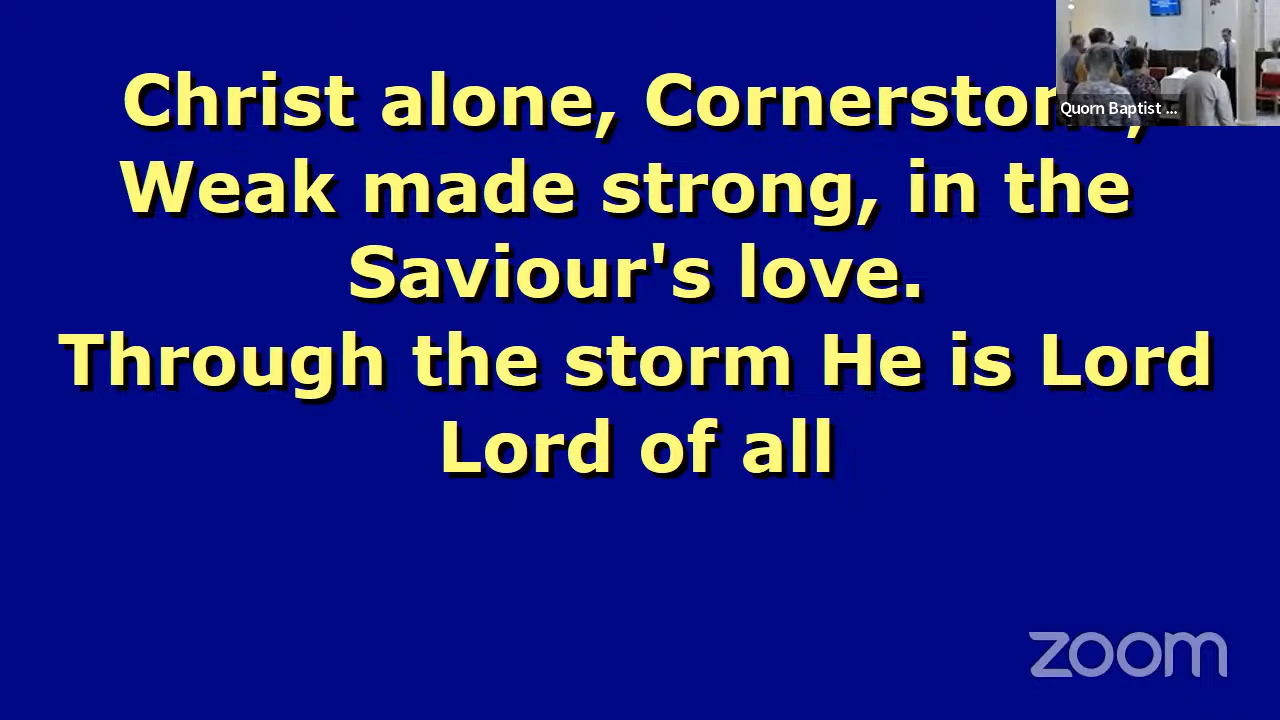 Christ alone, Cornerstone,
Weak made strong, in the
Saviour's love.
Through the storm He is Lord
Lord of all
Quorn Baptist ...
zoom